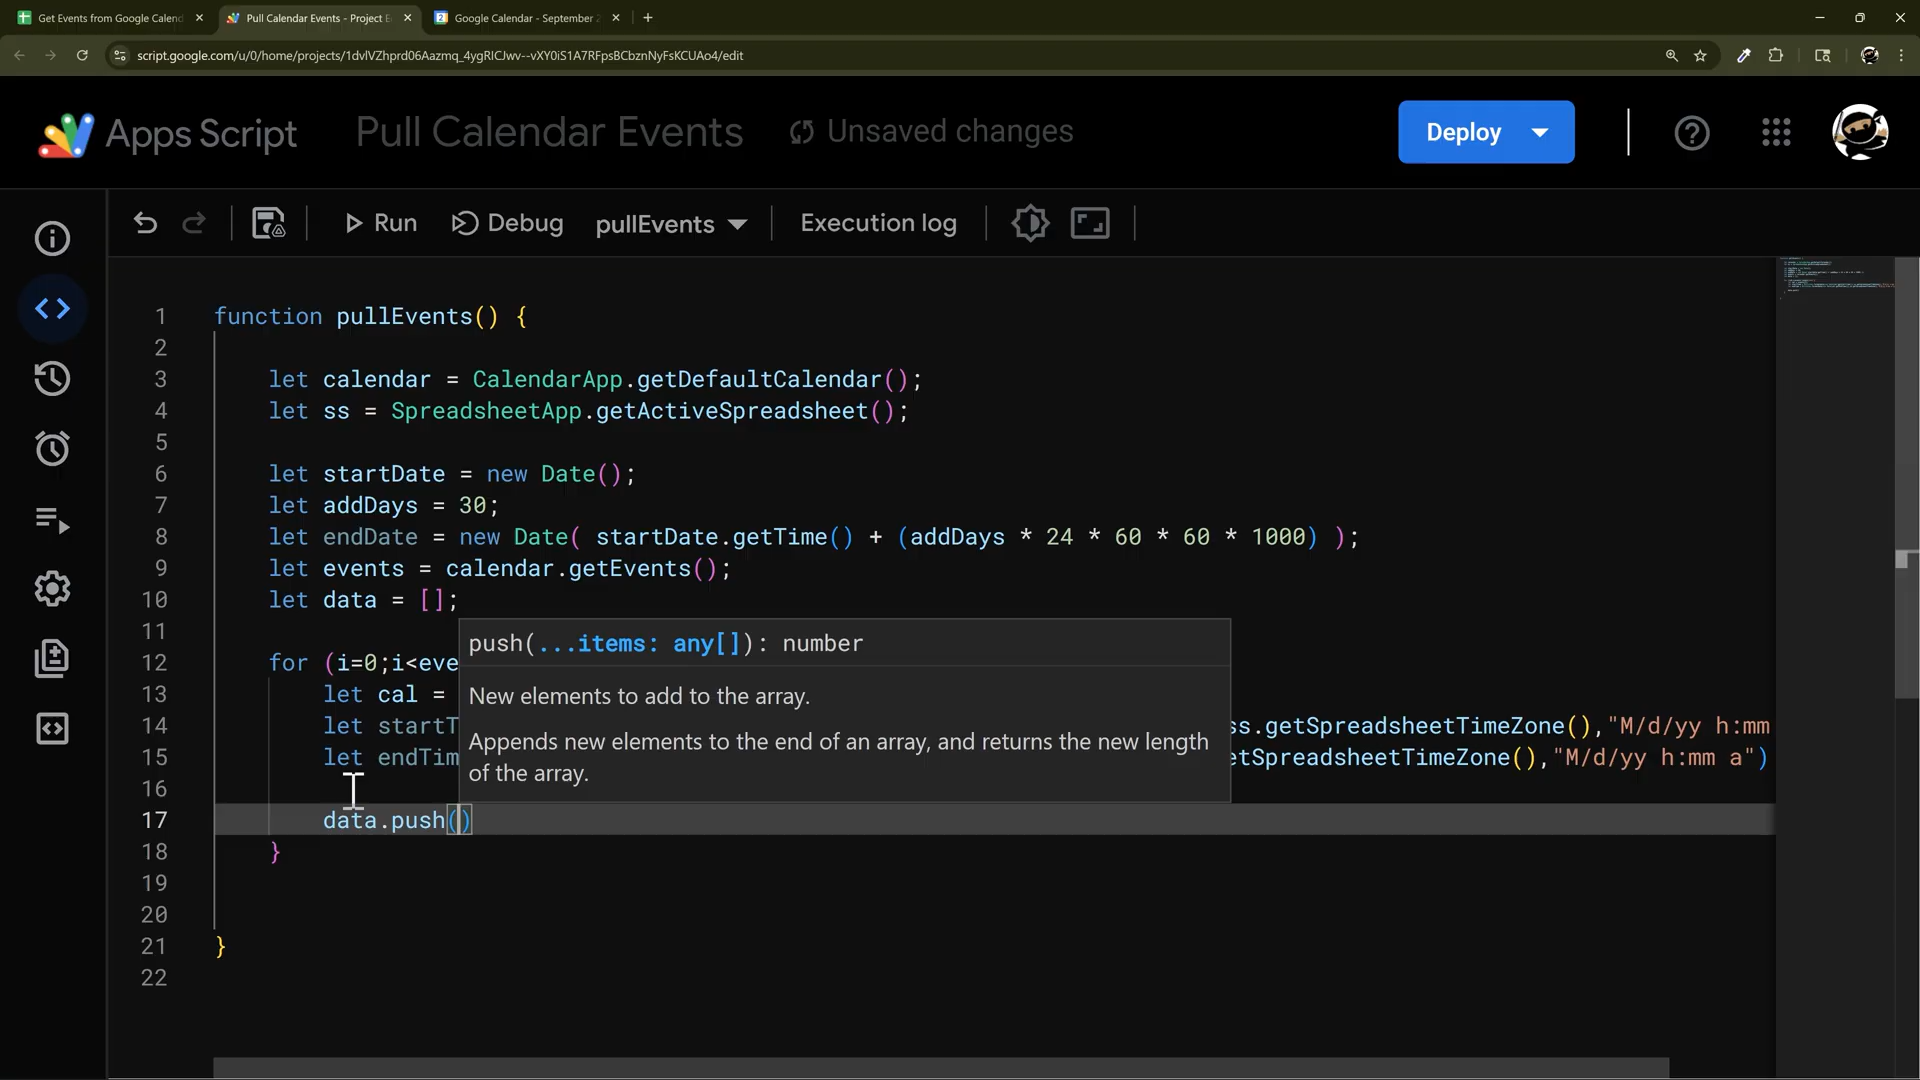 Get Events from Google Calend
Pull Calendar Events - Project E
Google Calendar - September 2
script.google.com/u/0/home/projects/1dvlVZhprd06Aazmq_4ygRICJwv--vXY0iS1A7RFpsBCbznNyFsKCUAo4/edit
Apps Script
Pull Calendar Events
Unsaved changes
Deploy
Run
Debug
pullEvents
Execution log
1 function pullEvents() {
2
3 let calendar = CalendarApp.getDefaultCalendar();
4 let ss = SpreadsheetApp.getActiveSpreadsheet();
5
6 let startDate = new Date();
7 let addDays = 30;
8 let endDate = new Date( startDate.getTime() + (addDays * 24 * 60 * 60 * 1000) );
9 let events = calendar.getEvents();
10 let data = [];
11
push(...items: any[]): number
12 for (i=0;i<eve
13 let cal =
New elements to add to the array.
14 let startT ss.getSpreadsheetTimeZone(),"M/d/yy h:mm
Appends new elements to the end of an array, and returns the new length
15 let endTim etSpreadsheetTimeZone(),"M/d/yy h:mm a")
of the array.
16
17 data.push()
18 }
19
20
21 }
22